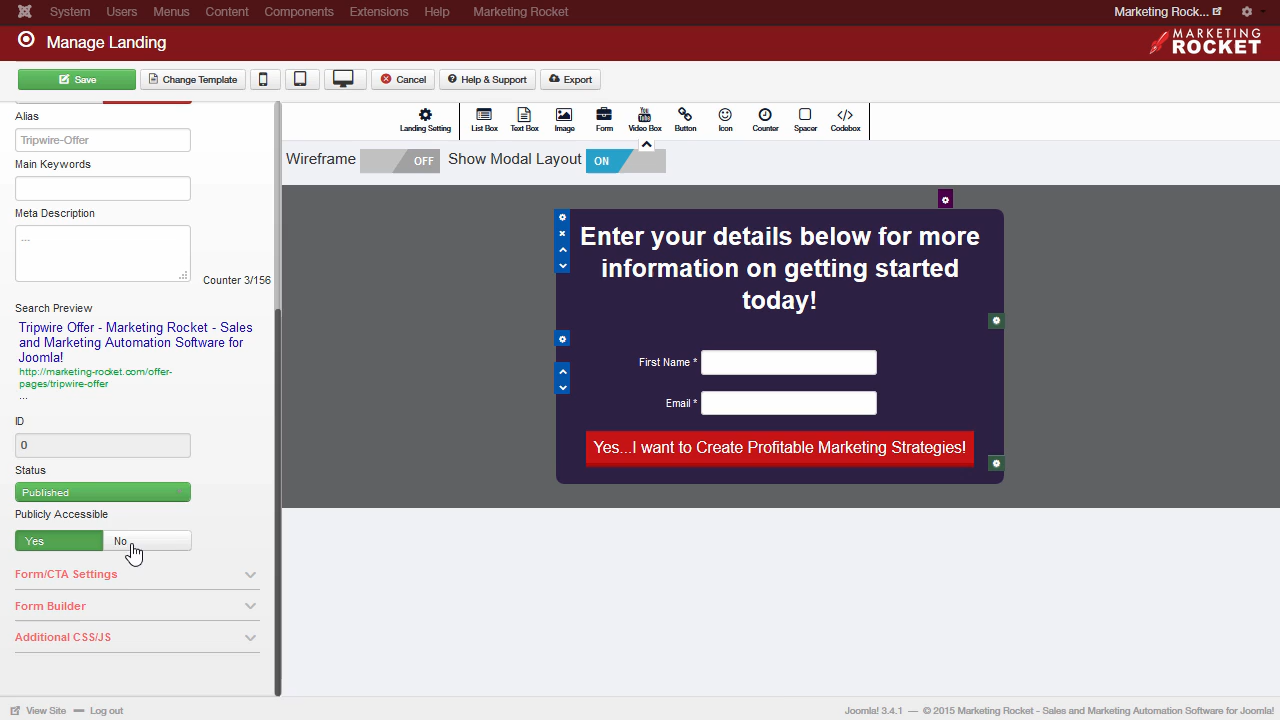 System Users Menus Content Components Extensions Help Marketing Rocket Marketing Rock...
Manage Landing
MARKETING
ROCKET
Save Change Template Cancel Help & Support Export
Alias
Tripwire-Offer
Main Keywords
Meta Description
...
Counter 3/156
Search Preview
Tripwire Offer - Marketing Rocket - Sales
and Marketing Automation Software for
Joomla!
http://marketing-rocket.com/offer-
pages/tripwire-offer
...
ID
0
Status
Published
Publicly Accessible
Yes No
Form/CTA Settings
Form Builder
Additional CSS/JS
Landing Setting List Box Text Box Image Form Video Box Button Icon Counter Spacer Codebox
You
Tube
Wireframe OFF Show Modal Layout ON
Enter your details below for more
information on getting started
today!
First Name *
Email *
Yes...I want to Create Profitable Marketing Strategies!
View Site Log out
Joomla! 3.4.1 — © 2015 Marketing Rocket - Sales and Marketing Automation Software for Joomla!